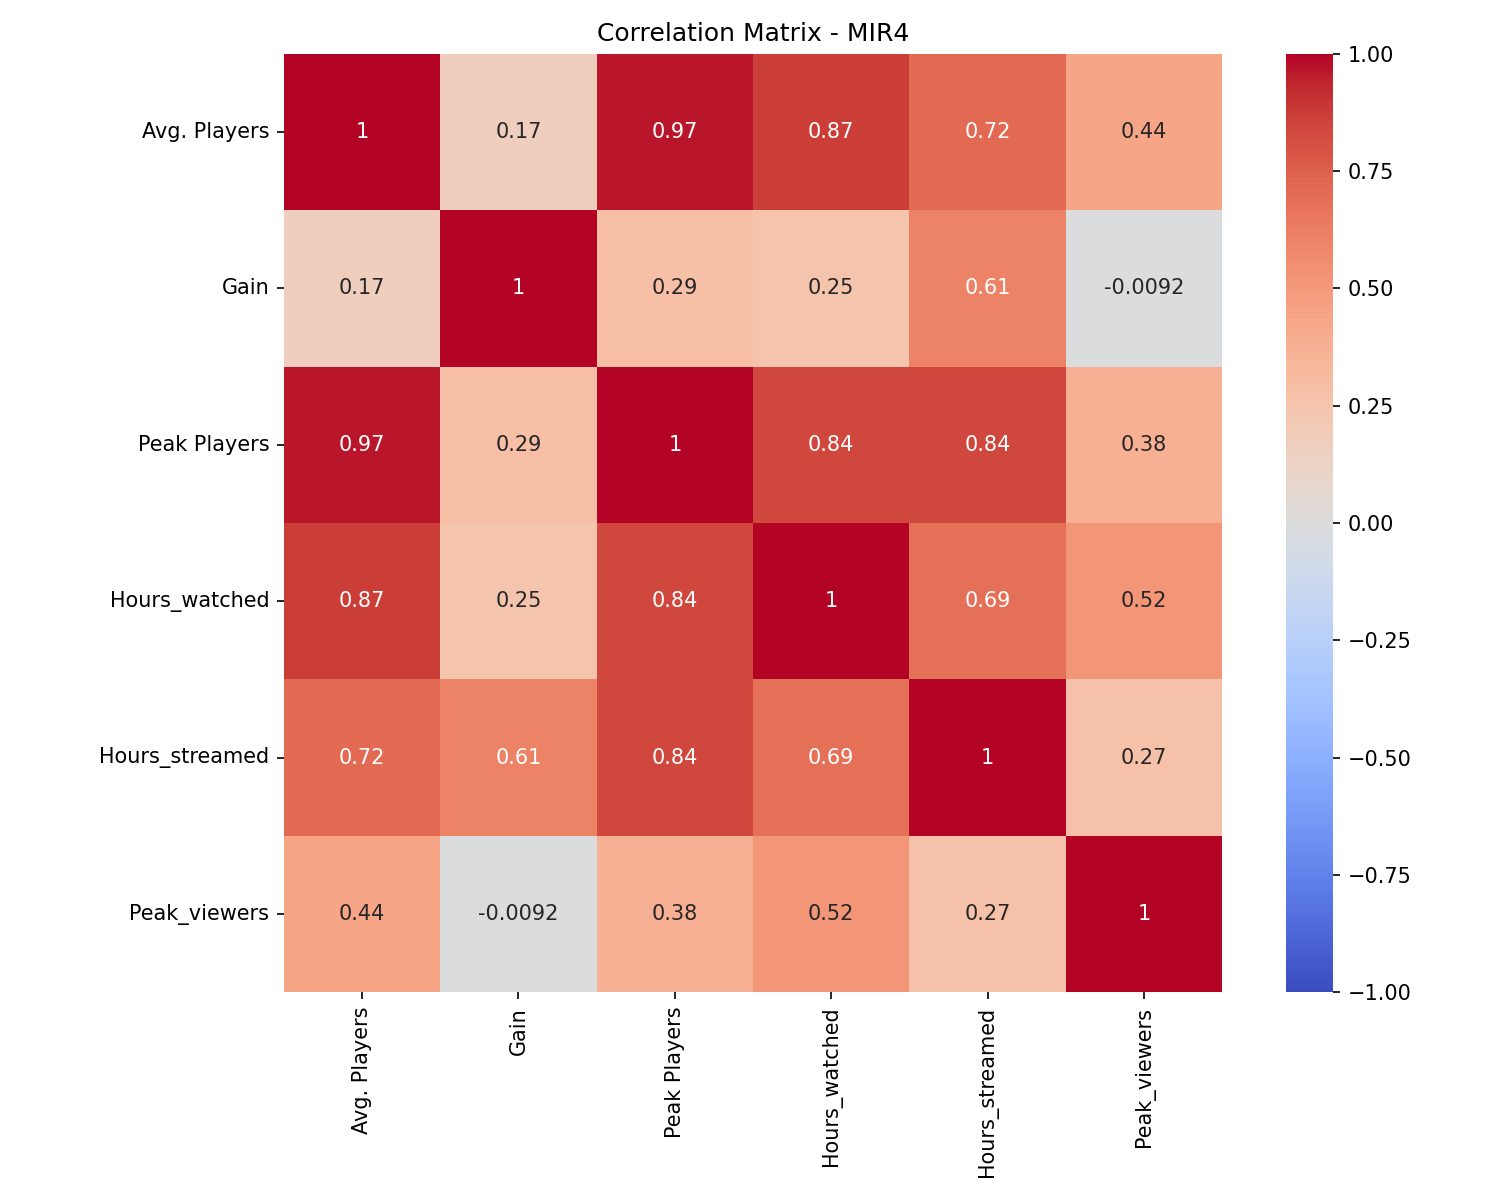 Correlation Matrix - MIR4
Avg. Players 1 0.17 0.97 0.87 0.72 0.44
Gain 0.17 1 0.29 0.25 0.61 -0.0092
Peak Players 0.97 0.29 1 0.84 0.84 0.38
Hours_watched 0.87 0.25 0.84 1 0.69 0.52
Hours_streamed 0.72 0.61 0.84 0.69 1 0.27
Peak_viewers 0.44 -0.0092 0.38 0.52 0.27 1
Avg. Players
Gain
Peak Players
Hours_watched
Hours_streamed
Peak_viewers
1.00
0.75
0.50
0.25
0.00
−0.25
−0.50
−0.75
−1.00